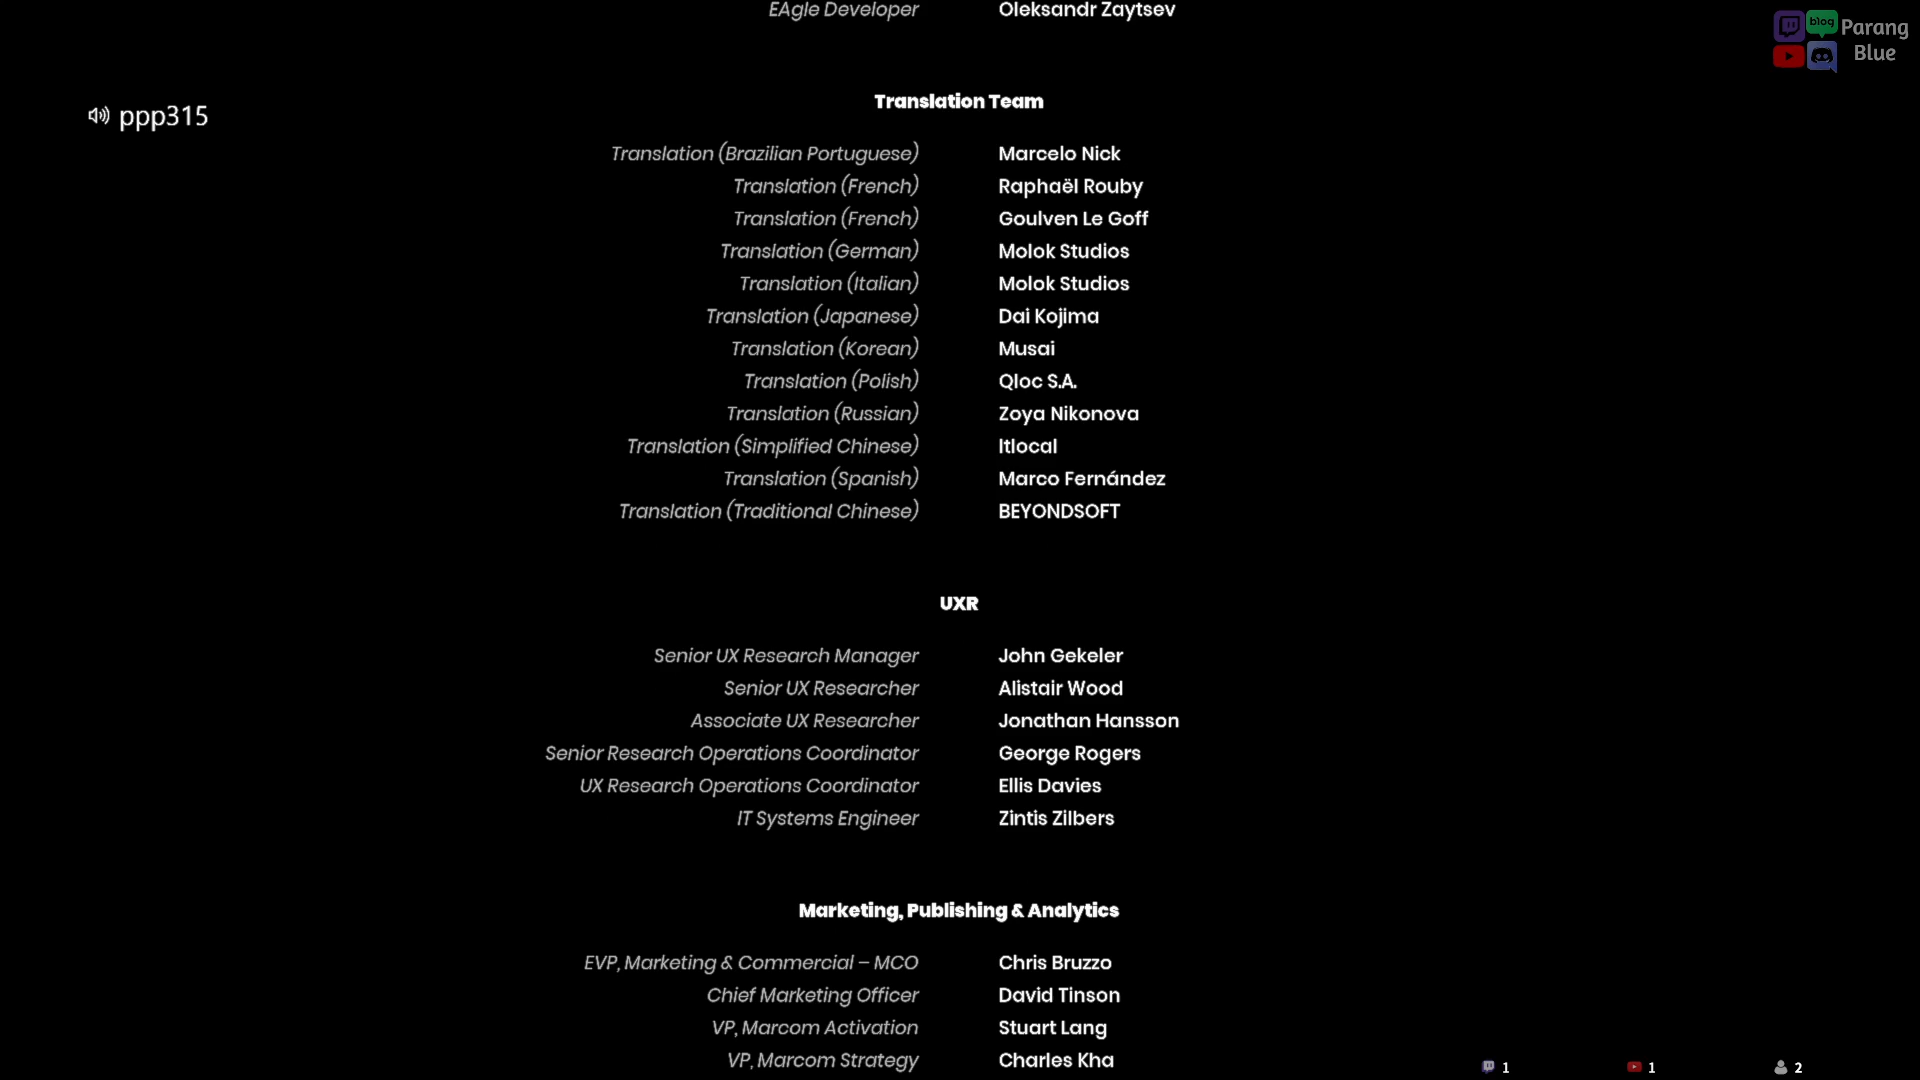 EAgle Developer Oleksandr Zaytsev
blog
Parang
Blue
ppp315
Translation Team
Translation (Brazilian Portuguese) Marcelo Nick
Translation (French) Raphaël Rouby
Translation (French) Goulven Le Goff
Translation (German) Molok Studios
Translation (Italian) Molok Studios
Translation (Japanese) Dai Kojima
Translation (Korean) Musai
Translation (Polish) Qloc S.A.
Translation (Russian) Zoya Nikonova
Translation (Simplified Chinese) Itlocal
Translation (Spanish) Marco Fernández
Translation (Traditional Chinese) BEYONDSOFT
UXR
Senior UX Research Manager John Gekeler
Senior UX Researcher Alistair Wood
Associate UX Researcher Jonathan Hansson
Senior Research Operations Coordinator George Rogers
UX Research Operations Coordinator Ellis Davies
IT Systems Engineer Zintis Zilbers
Marketing, Publishing & Analytics
EVP, Marketing & Commercial – MCO Chris Bruzzo
Chief Marketing Officer David Tinson
VP, Marcom Activation Stuart Lang
VP, Marcom Strategy Charles Kha
1 1 2